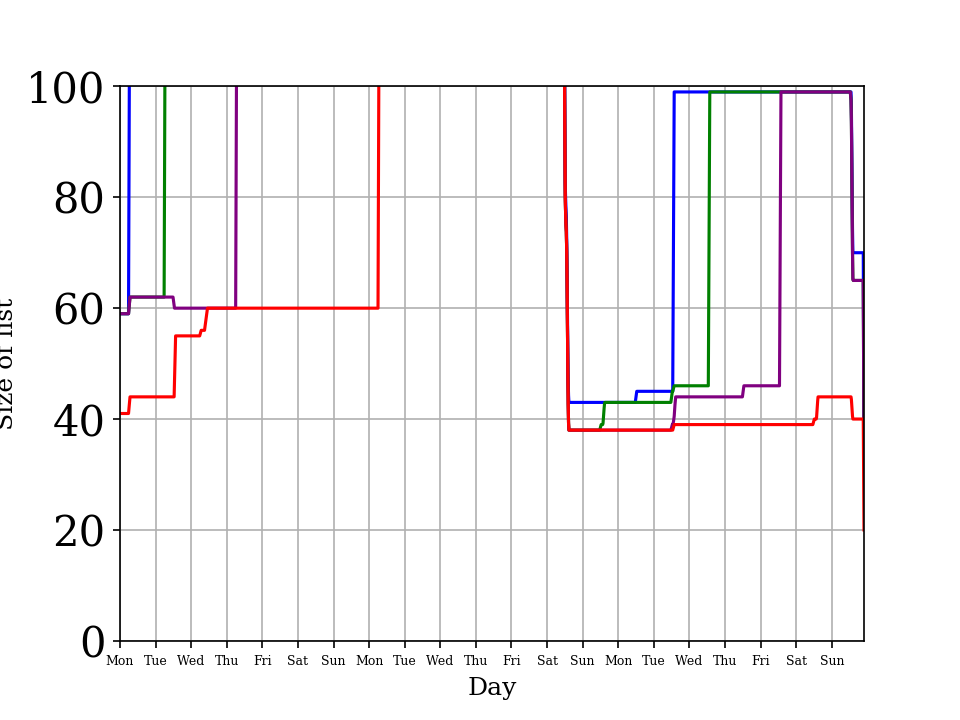 100
80
60
40
20
0
Size of list
Mon Tue Wed Thu Fri Sat Sun Mon Tue Wed Thu Fri Sat Sun Mon Tue Wed Thu Fri Sat Sun
Day